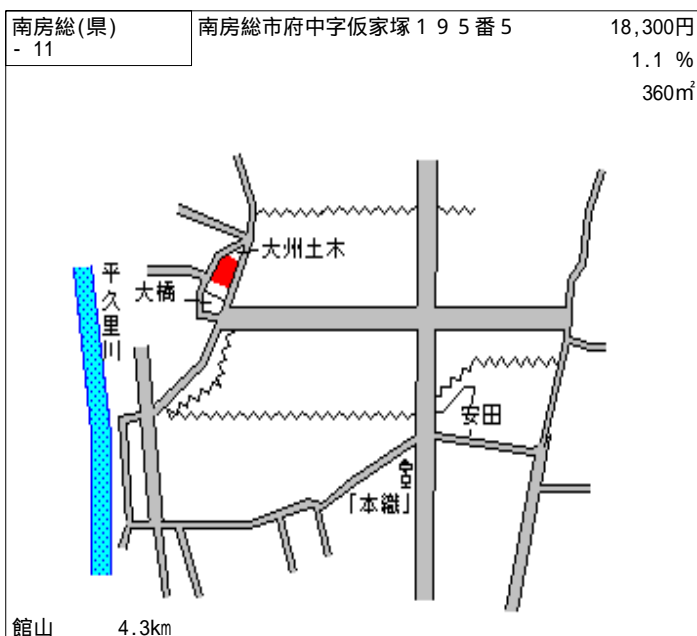 南房総(県)
- 11
南房総市府中字仮家塚１９５番５
18,300円
1.1 %
360㎡
大州土木
大橋
平久里川
安田
「本織」
館山 4.3km